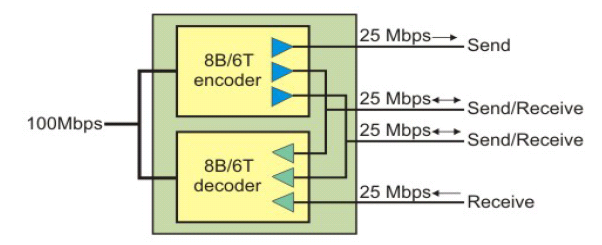 25 Mbps
Send
8B/6T
encoder
25 Mbps
Send/Receive
100Mbps
25 Mbps
Send/Receive
8B/6T
decoder
25 Mbps
Receive